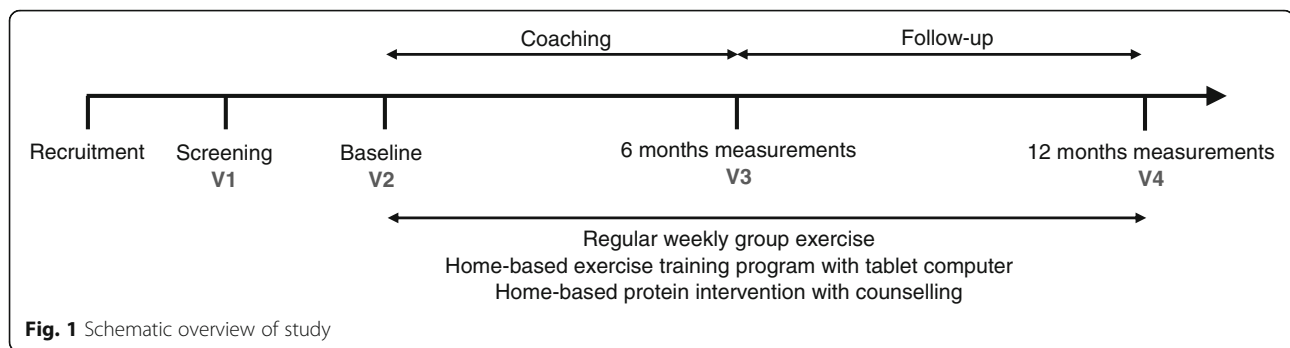 Coaching
Follow-up
Recruitment
Screening
V1
Baseline
V2
6 months measurements
V3
12 months measurements
V4
Regular weekly group exercise
Home-based exercise training program with tablet computer
Home-based protein intervention with counselling
Fig. 1 Schematic overview of study